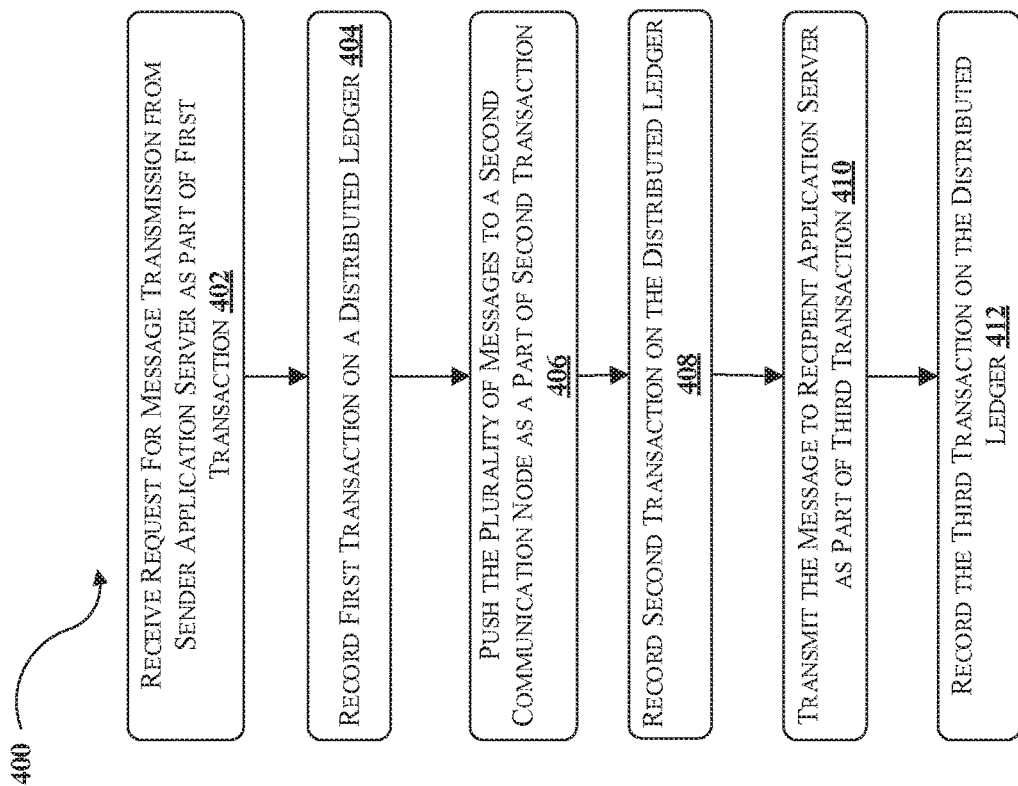 400
RECEIVE REQUEST FOR MESSAGE TRANSMISSION FROM
SENDER APPLICATION SERVER AS PART OF FIRST
TRANSACTION 402
RECORD FIRST TRANSACTION ON A DISTRIBUTED LEDGER 404
PUSH THE PLURALITY OF MESSAGES TO A SECOND
COMMUNICATION NODE AS A PART OF SECOND TRANSACTION
406
RECORD SECOND TRANSACTION ON THE DISTRIBUTED LEDGER
408
TRANSMIT THE MESSAGE TO RECIPIENT APPLICATION SERVER
AS PART OF THIRD TRANSACTION 410
RECORD THE THIRD TRANSACTION ON THE DISTRIBUTED
LEDGER 412